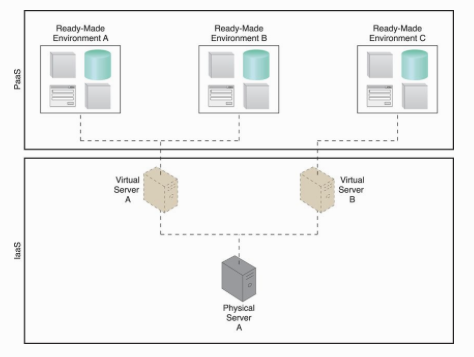 Ready-Made
Environment A
Ready-Made
Environment B
Ready-Made
Environment C
PaaS
Virtual
Server
A
Virtual
Server
B
IaaS
Physical
Server
A